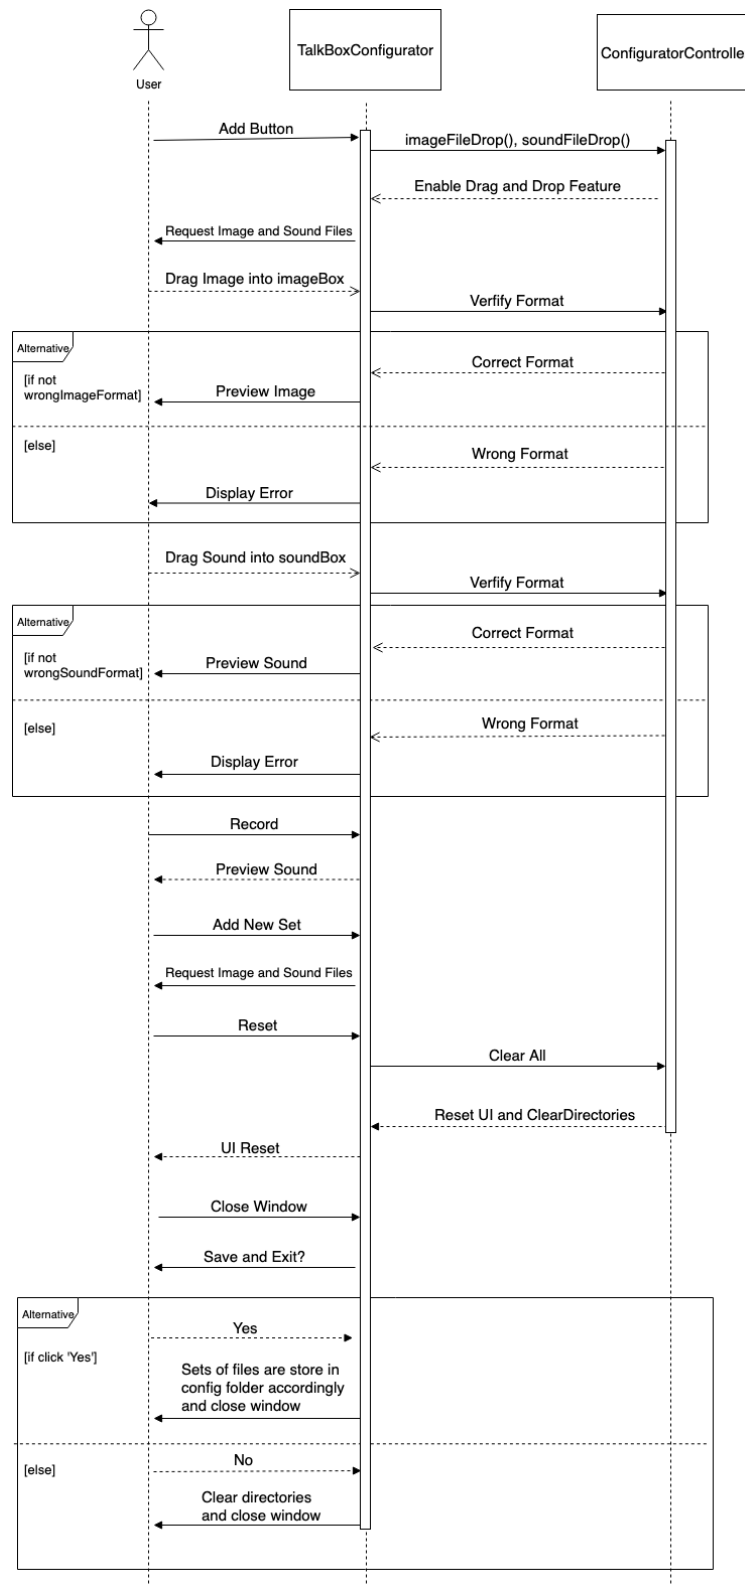 User
TalkBoxConfigurator
ConfiguratorControlle
Add Button
imageFileDrop(), soundFileDrop()
Enable Drag and Drop Feature
Request Image and Sound Files
Drag Image into imageBox
Verfify Format
Alternative
Correct Format
[if not
wrongImageFormat]
Preview Image
[else]
Wrong Format
Display Error
Drag Sound into soundBox
Verfify Format
Alternative
Correct Format
[if not
wrongSoundFormat]
Preview Sound
[else]
Wrong Format
Display Error
Record
Preview Sound
Add New Set
Request Image and Sound Files
Reset
Clear All
Reset UI and ClearDirectories
UI Reset
Close Window
Save and Exit?
Alternative
Yes
[if click 'Yes']
Sets of files are store in
config folder accordingly
and close window
No
[else]
Clear directories
and close window